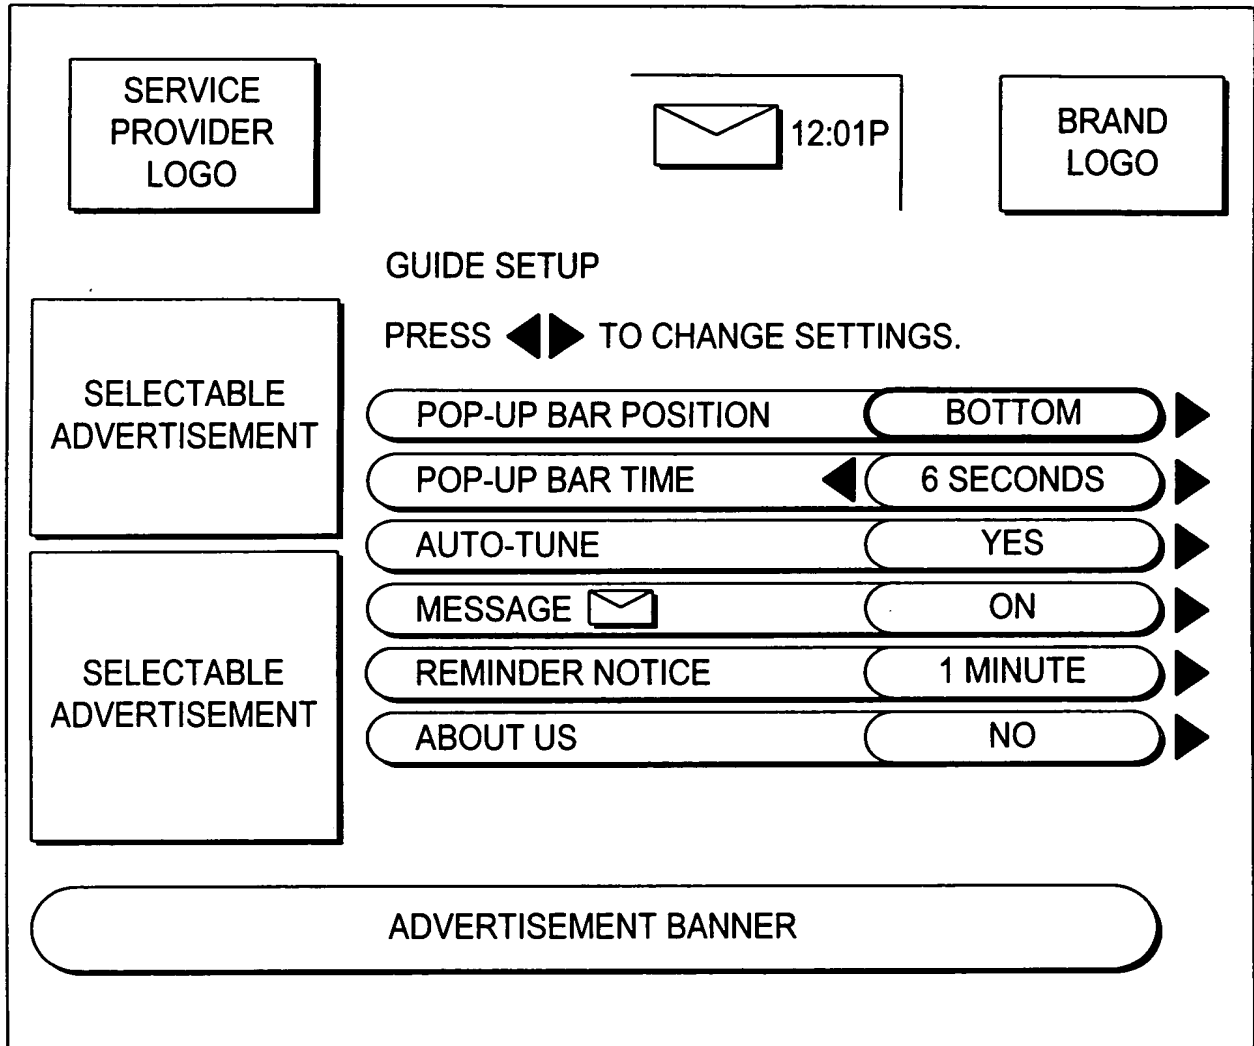 SERVICE
PROVIDER
LOGO
12:01P
BRAND
LOGO
GUIDE SETUP
PRESS ◀▶ TO CHANGE SETTINGS.
SELECTABLE
ADVERTISEMENT
POP-UP BAR POSITION BOTTOM
POP-UP BAR TIME 6 SECONDS
AUTO-TUNE YES
MESSAGE ON
REMINDER NOTICE 1 MINUTE
ABOUT US NO
SELECTABLE
ADVERTISEMENT
ADVERTISEMENT BANNER